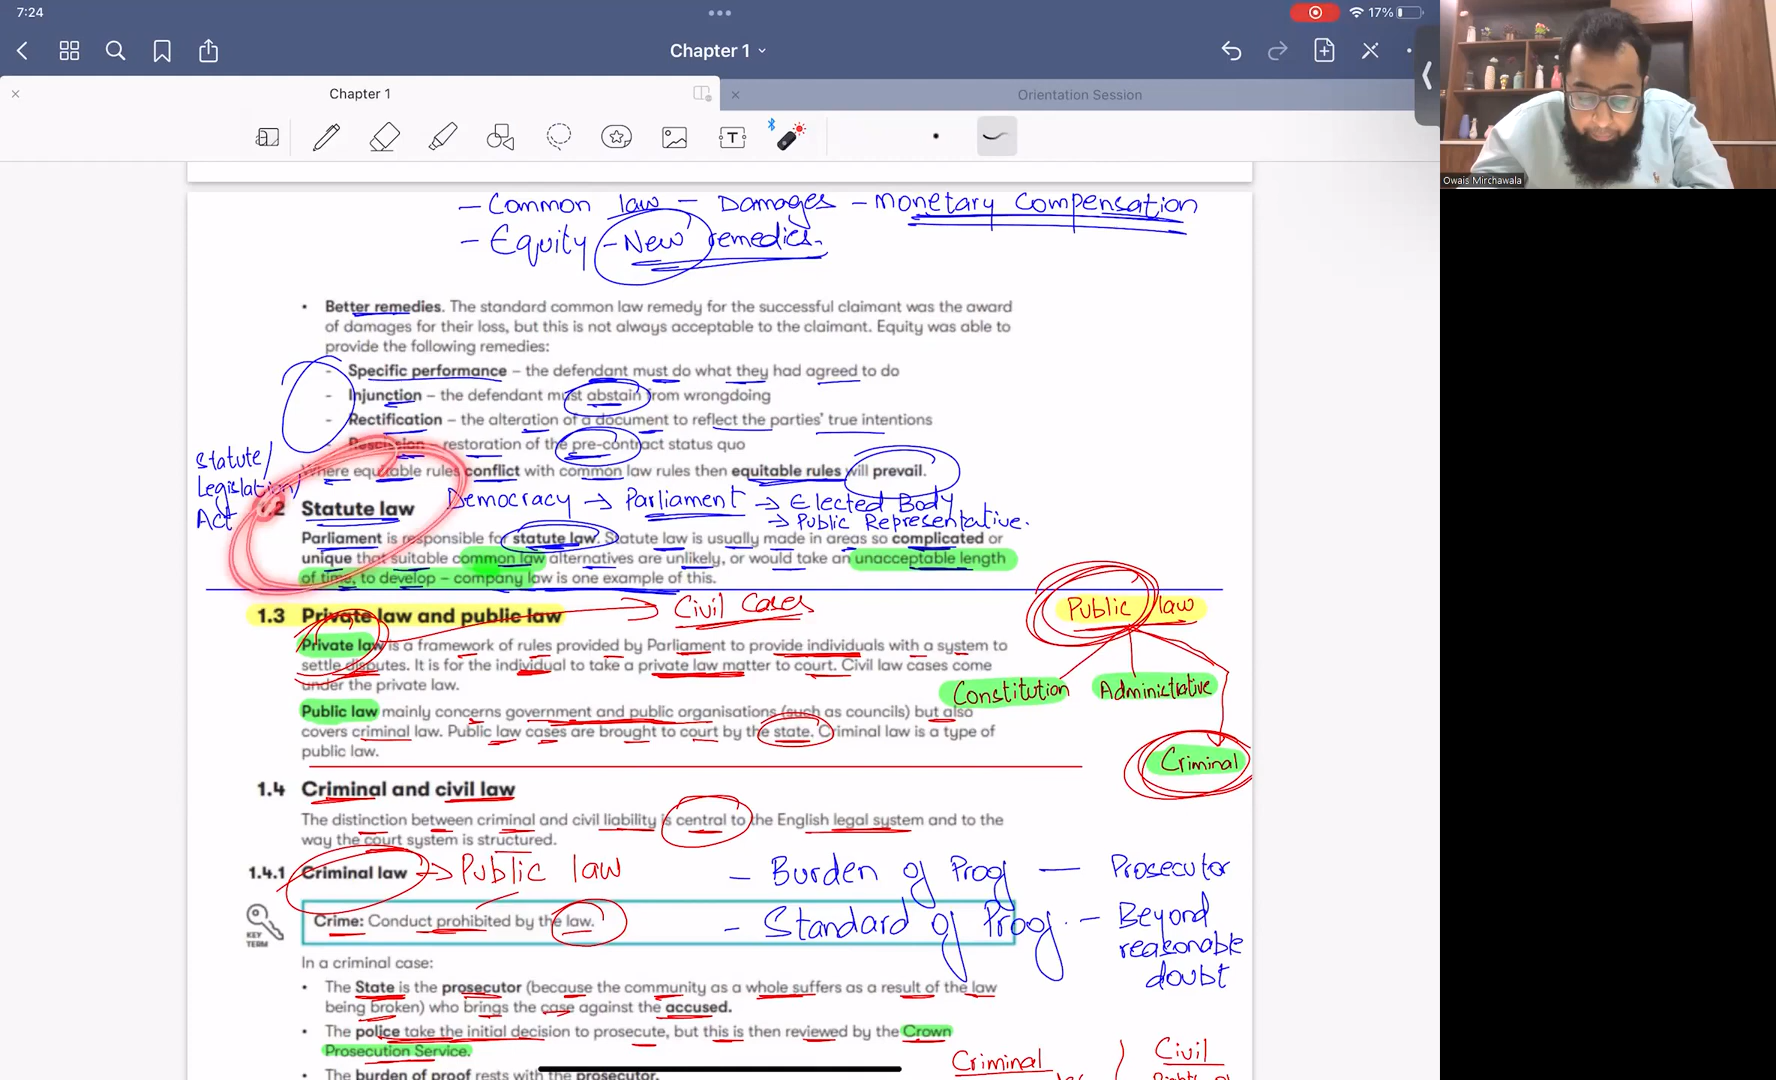 7:24
17%
Chapter 1
Chapter 1
Orientation Session
T
Owais Mirchawala
- Common law - Damages - Monetary Compensation
- Equity - New remedies.
• Better remedies. The standard common law remedy for the successful claimant was the award
of damages for their loss, but this is not always acceptable to the claimant. Equity was able to
provide the following remedies:
- Specific performance – the defendant must do what they had agreed to do
- Injunction – the defendant must abstain from wrongdoing
- Rectification – the alteration of a document to reflect the parties' true intentions
- Rescission – restoration of the pre-contract status quo
Where equitable rules conflict with common law rules then equitable rules will prevail.
Statute/
Legislation/
Act
1.2 Statute law
Democracy → Parliament → Elected Body
→ Public Representative.
Parliament is responsible for statute law. Statute law is usually made in areas so complicated or
unique that suitable common law alternatives are unlikely, or would take an unacceptable length
of time, to develop – company law is one example of this.
1.3 Private law and public law
→ Civil Cases
Public law
Constitution
Administrative
Criminal
Private law is a framework of rules provided by Parliament to provide individuals with a system to
settle disputes. It is for the individual to take a private law matter to court. Civil law cases come
under the private law.
Public law mainly concerns government and public organisations (such as councils) but also
covers criminal law. Public law cases are brought to court by the state. Criminal law is a type of
public law.
1.4 Criminal and civil law
The distinction between criminal and civil liability is central to the English legal system and to the
way the court system is structured.
1.4.1 Criminal law → Public law
- Burden of Proof — Prosecutor
- Standard of Proof. - Beyond
reasonable
doubt
KEY
TERM
Crime: Conduct prohibited by the law.
In a criminal case:
• The State is the prosecutor (because the community as a whole suffers as a result of the law
being broken) who brings the case against the accused.
• The police take the initial decision to prosecute, but this is then reviewed by the Crown
Prosecution Service.
• The burden of proof rests with the prosecutor.
Criminal / Civil